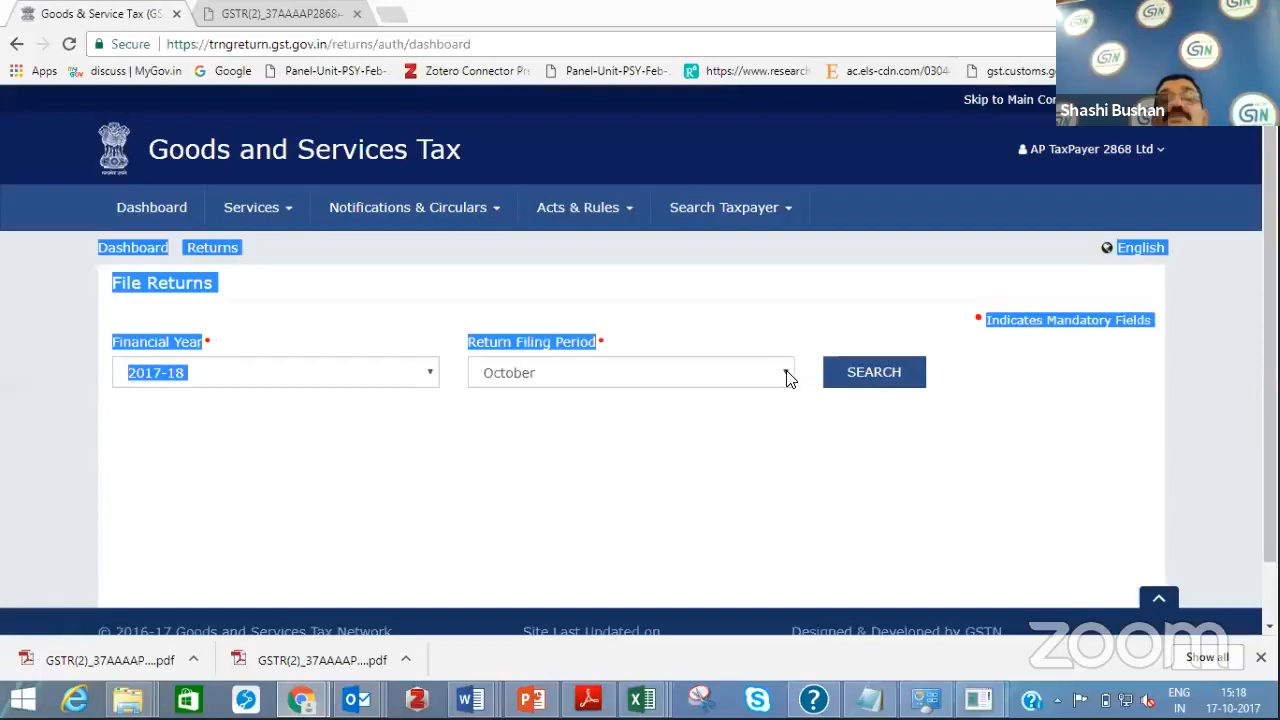 Goods & Service Tax (GS
GSTR(2)_37AAAAP2868
Secure
https://trngreturn.gst.gov.in/returns/auth/dashboard
Apps
discuss | MyGov.in
Google
Panel-Unit-PSY-Feb-
Zotero Connector Pr
Panel-Unit-PSY-Feb-
https://www.research
ac.els-cdn.com/0304
gst.customs.go
Shashi Bushan
Skip to Main Con
Goods and Services Tax
AP TaxPayer 2868 Ltd
Dashboard
Services
Notifications & Circulars
Acts & Rules
Search Taxpayer
Dashboard
Returns
English
File Returns
• Indicates Mandatory Fields
Financial Year •
Return Filing Period •
2017-18
October
SEARCH
© 2016-17 Goods and Services Tax Network
Site Last Updated on
Designed & Developed by GSTN
zoom
GSTR(2)_37AAAAP....pdf
GSTR(2)_37AAAAP....pdf
Show all
ENG
IN
15:18
17-10-2017